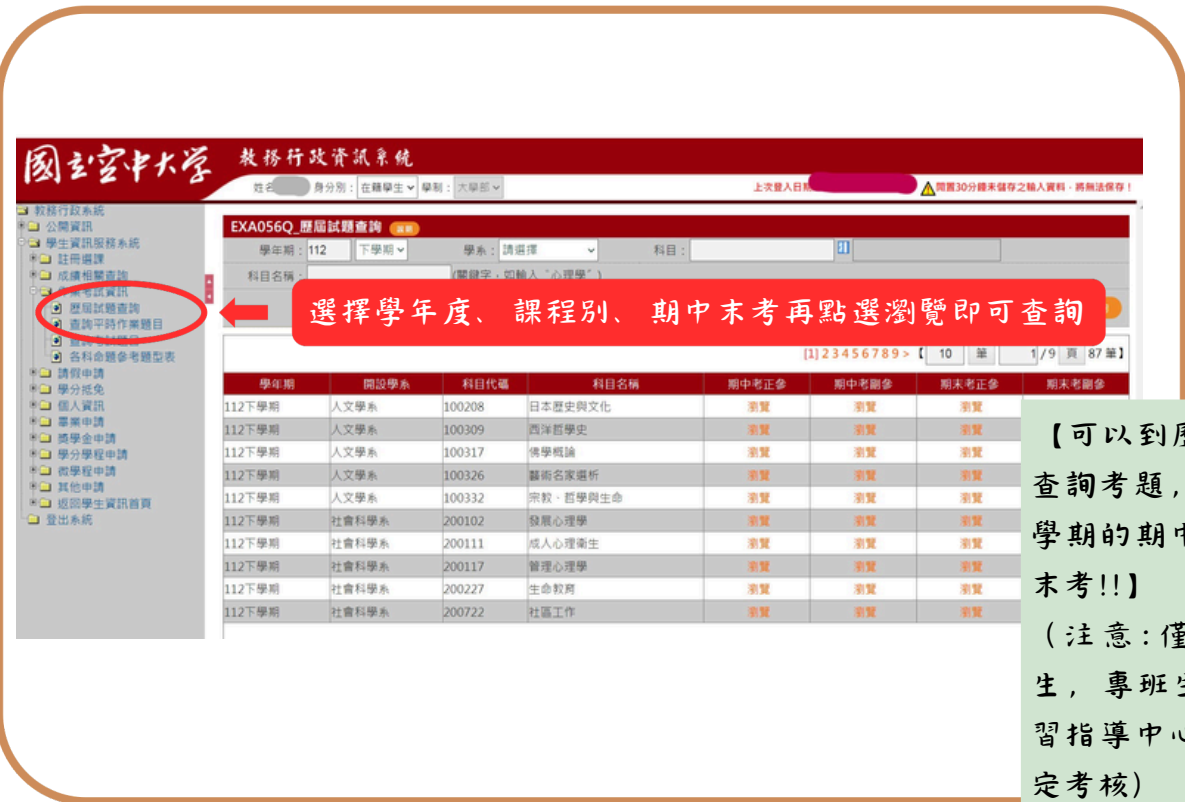 國立空中大學 教務行政資訊系統
姓名 身分別：在籍學生 學制：大學部 上次登入日期 閒置30分鐘未儲存之輸入資料，將無法保存！
教務行政系統
公開資訊
學生資訊服務系統
註冊選課
成績相關查詢
作業考試資訊
歷屆試題查詢
查詢平時作業題目
各科命題參考題型表
請假申請
學分抵免
個人資訊
畢業申請
獎學金申請
學分學程申請
微學程申請
其他申請
返回學生資訊首頁
登出系統
EXA056Q_歷屆試題查詢
學年期：112 下學期 學系：請選擇 科目：
科目名稱： (關鍵字，如輸入"心理學")
選擇學年度、課程別、期中末考再點選瀏覽即可查詢
[1] 2 3 4 5 6 7 8 9 > 【 10 筆 1 / 9 頁 87 筆】
學年期 開設學系 科目代碼 科目名稱 期中考正參 期中考副參 期末考正參 期末考副參
112下學期 人文學系 100208 日本歷史與文化 瀏覽 瀏覽 瀏覽
112下學期 人文學系 100309 西洋哲學史 瀏覽 瀏覽 瀏覽
112下學期 人文學系 100317 佛學概論 瀏覽 瀏覽 瀏覽
112下學期 人文學系 100326 藝術名家選析 瀏覽 瀏覽 瀏覽
112下學期 人文學系 100332 宗教、哲學與生命 瀏覽 瀏覽 瀏覽
112下學期 社會科學系 200102 發展心理學 瀏覽 瀏覽 瀏覽
112下學期 社會科學系 200111 成人心理衛生 瀏覽 瀏覽 瀏覽
112下學期 社會科學系 200117 管理心理學 瀏覽 瀏覽 瀏覽
112下學期 社會科學系 200227 生命教育 瀏覽 瀏覽 瀏覽
112下學期 社會科學系 200722 社區工作 瀏覽 瀏覽 瀏覽
【可以到歷
查詢考題，
學期的期中
末考!!】
（注意：僅
生，專班生
習指導中心
定考核）